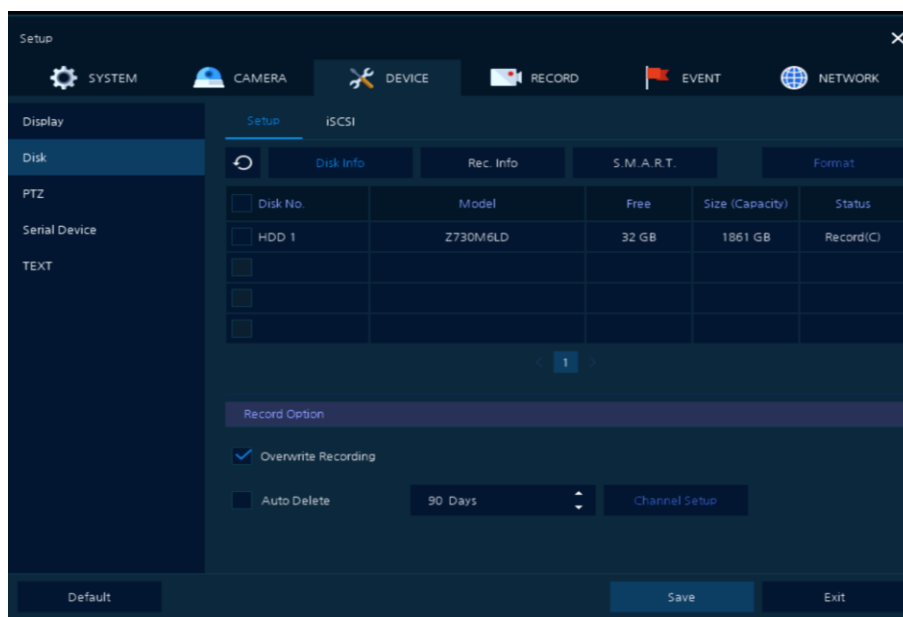 Setup
SYSTEM CAMERA DEVICE RECORD EVENT NETWORK
Display
Disk
PTZ
Serial Device
TEXT
Setup iSCSI
Disk Info Rec. Info S.M.A.R.T. Format
Disk No. Model Free Size (Capacity) Status
HDD 1 Z730M6LD 32 GB 1861 GB Record(C)
1
Record Option
Overwrite Recording
Auto Delete 90 Days Channel Setup
Default Save Exit